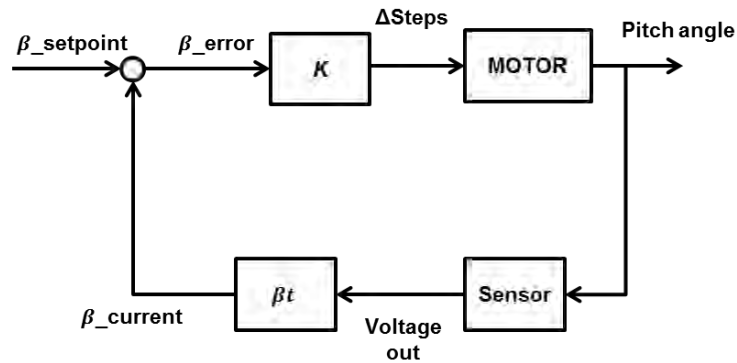 ΔSteps
Pitch angle
β_setpoint
β_error
K
MOTOR
βt
Sensor
β_current
Voltage
out